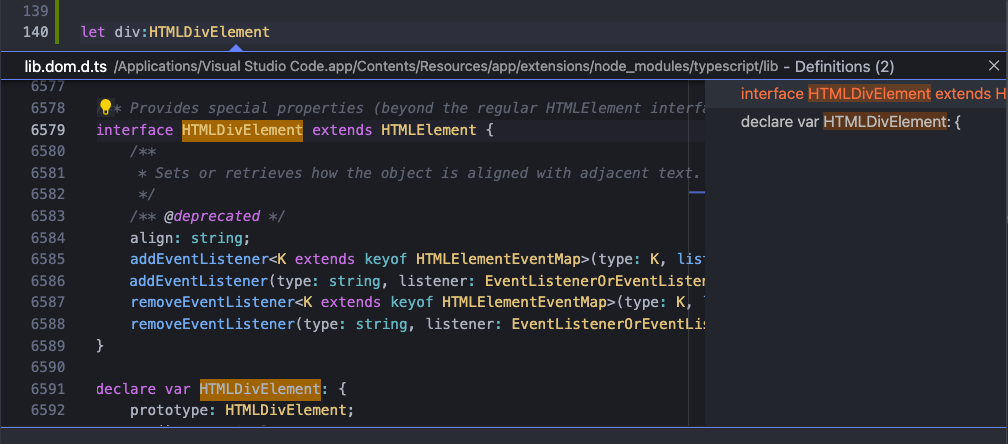 139
140 let div:HTMLDivElement
lib.dom.d.ts /Applications/Visual Studio Code.app/Contents/Resources/app/extensions/node_modules/typescript/lib - Definitions (2)
6577
6578 * Provides special properties (beyond the regular HTMLElement interfa
6579 interface HTMLDivElement extends HTMLElement {
6580 /**
6581 * Sets or retrieves how the object is aligned with adjacent text.
6582 */
6583 /** @deprecated */
6584 align: string;
6585 addEventListener<K extends keyof HTMLElementEventMap>(type: K, list
6586 addEventListener(type: string, listener: EventListenerOrEventListen
6587 removeEventListener<K extends keyof HTMLElementEventMap>(type: K,
6588 removeEventListener(type: string, listener: EventListenerOrEventLis
6589 }
6590
6591 declare var HTMLDivElement: {
6592 prototype: HTMLDivElement;
interface HTMLDivElement extends H
declare var HTMLDivElement: {